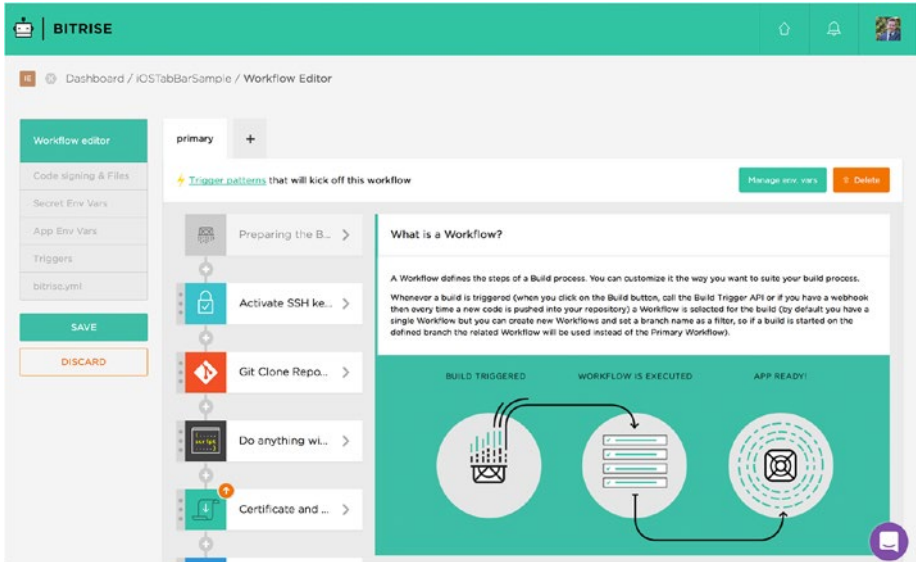 BITRISE
IE
Dashboard / iOSTabBarSample / Workflow Editor
Workflow editor
Code signing & Files
Secret Env Vars
App Env Vars
Triggers
bitrise.yml
SAVE
DISCARD
primary +
Trigger patterns that will kick off this workflow
Manage env. vars
Delete
Preparing the B...
Activate SSH ke...
Git Clone Repo...
Do anything wi...
Certificate and ...
What is a Workflow?
A Workflow defines the steps of a Build process. You can customize it the way you want to suite your build process.
Whenever a build is triggered (when you click on the Build button, call the Build Trigger API or if you have a webhook
then every time a new code is pushed into your repository) a Workflow is selected for the build (by default you have a
single Workflow but you can create new Workflows and set a branch name as a filter, so if a build is started on the
defined branch the related Workflow will be used instead of the Primary Workflow).
BUILD TRIGGERED
WORKFLOW IS EXECUTED
APP READY!
script